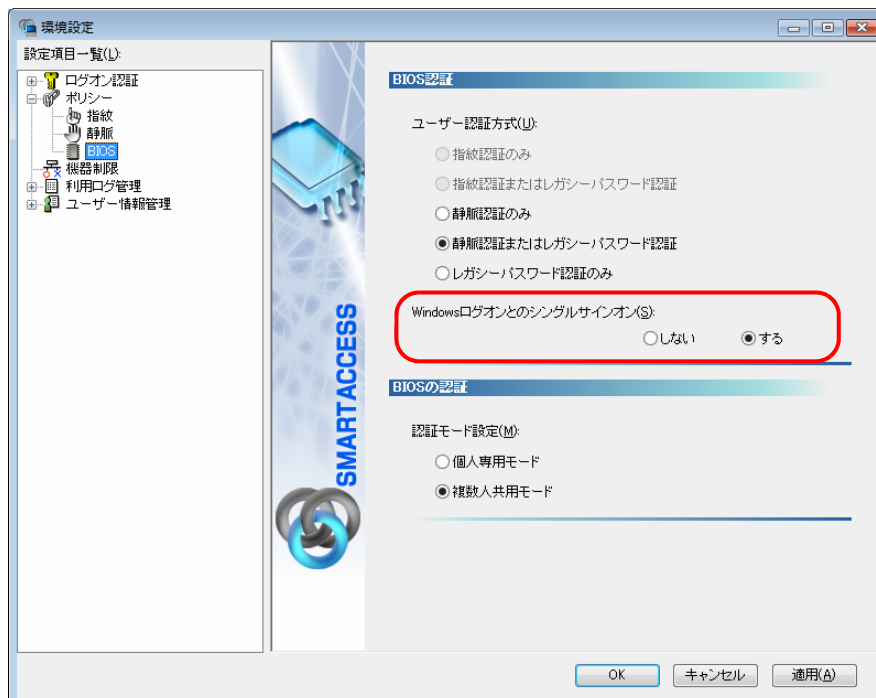 環境設定
設定項目一覧(L):
ログオン認証
ポリシー
指紋
静脈
BIOS
機器制限
利用ログ管理
ユーザー情報管理
SMARTACCESS
BIOS認証
ユーザー認証方式(U):
指紋認証のみ
指紋認証またはレガシーパスワード認証
静脈認証のみ
静脈認証またはレガシーパスワード認証
レガシーパスワード認証のみ
Windowsログオンとのシングルサインオン(S):
しない する
BIOSの認証
認証モード設定(M):
個人専用モード
複数人共用モード
OK キャンセル 適用(A)